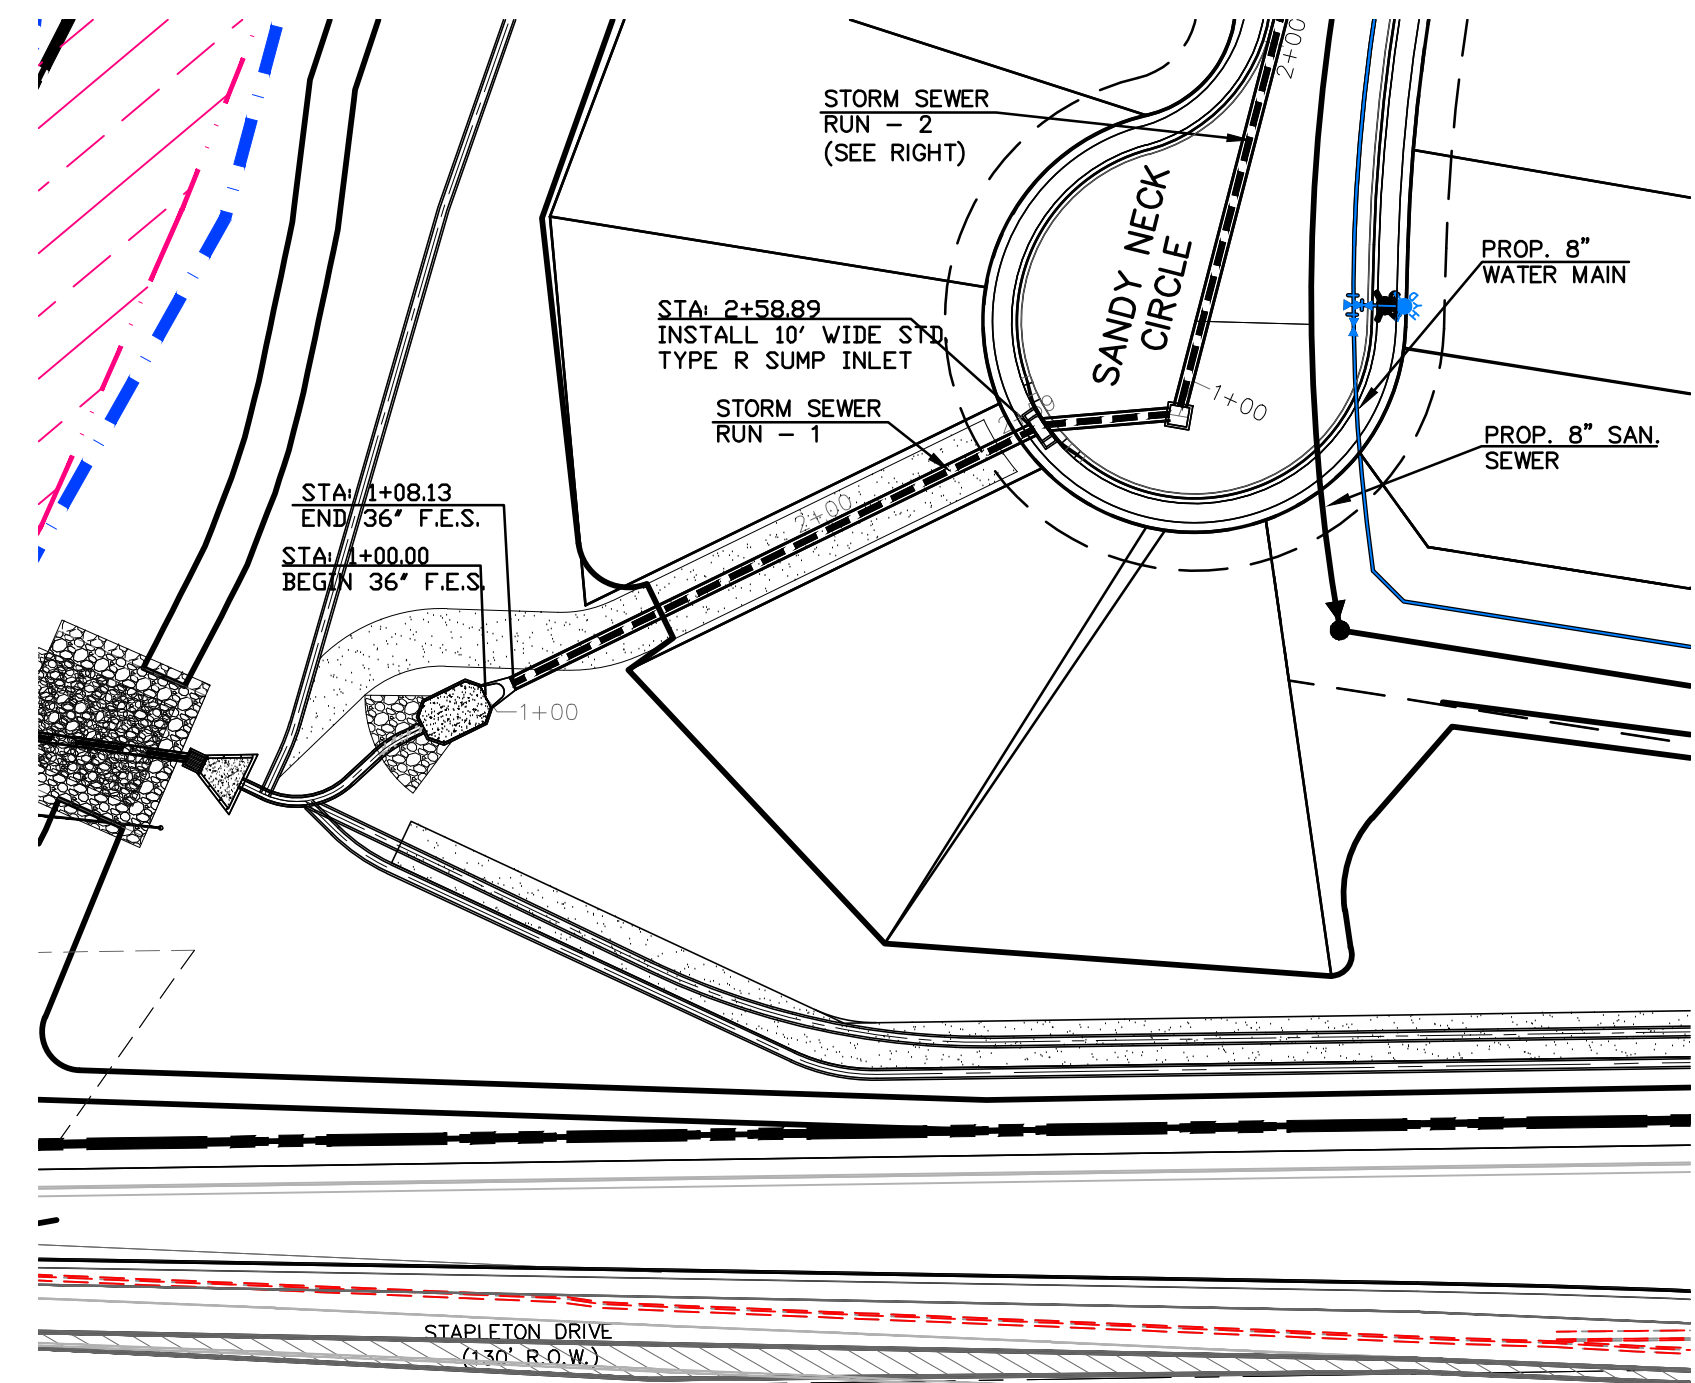 2+00
STORM SEWER
RUN - 2
(SEE RIGHT)
SANDY NECK
CIRCLE
PROP. 8"
WATER MAIN
STA: 2+58.89
INSTALL 10' WIDE STD.
TYPE R SUMP INLET
STORM SEWER
RUN - 1
1+00
PROP. 8" SAN.
SEWER
STA: 1+08.13
END 36" F.E.S.
2+00
STA: 1+00.00
BEGIN 36" F.E.S.
1+00
STAPLETON DRIVE
(130' R.O.W.)